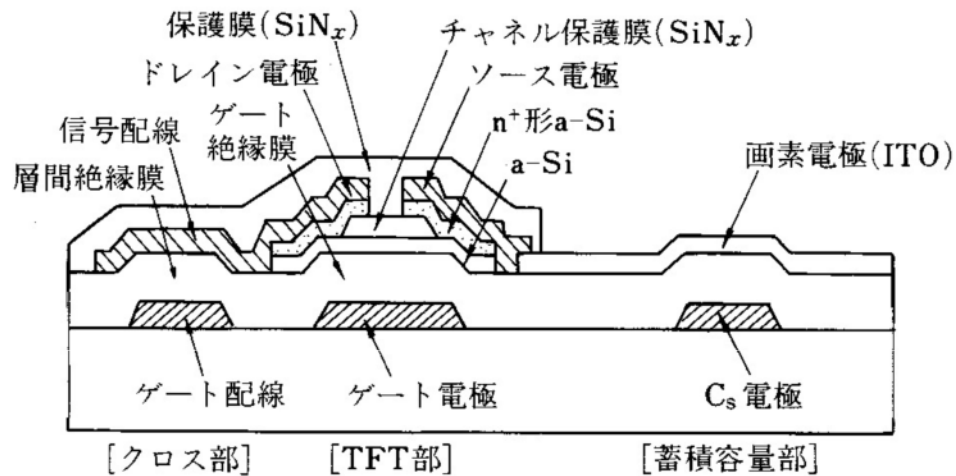 保護膜(SiNx)
チャネル保護膜(SiNx)
ドレイン電極
ソース電極
ゲート
絶縁膜
n⁺形a-Si
信号配線
a-Si
画素電極(ITO)
層間絶縁膜
ゲート配線
ゲート電極
Cs電極
[クロス部]
[TFT部]
[蓄積容量部]